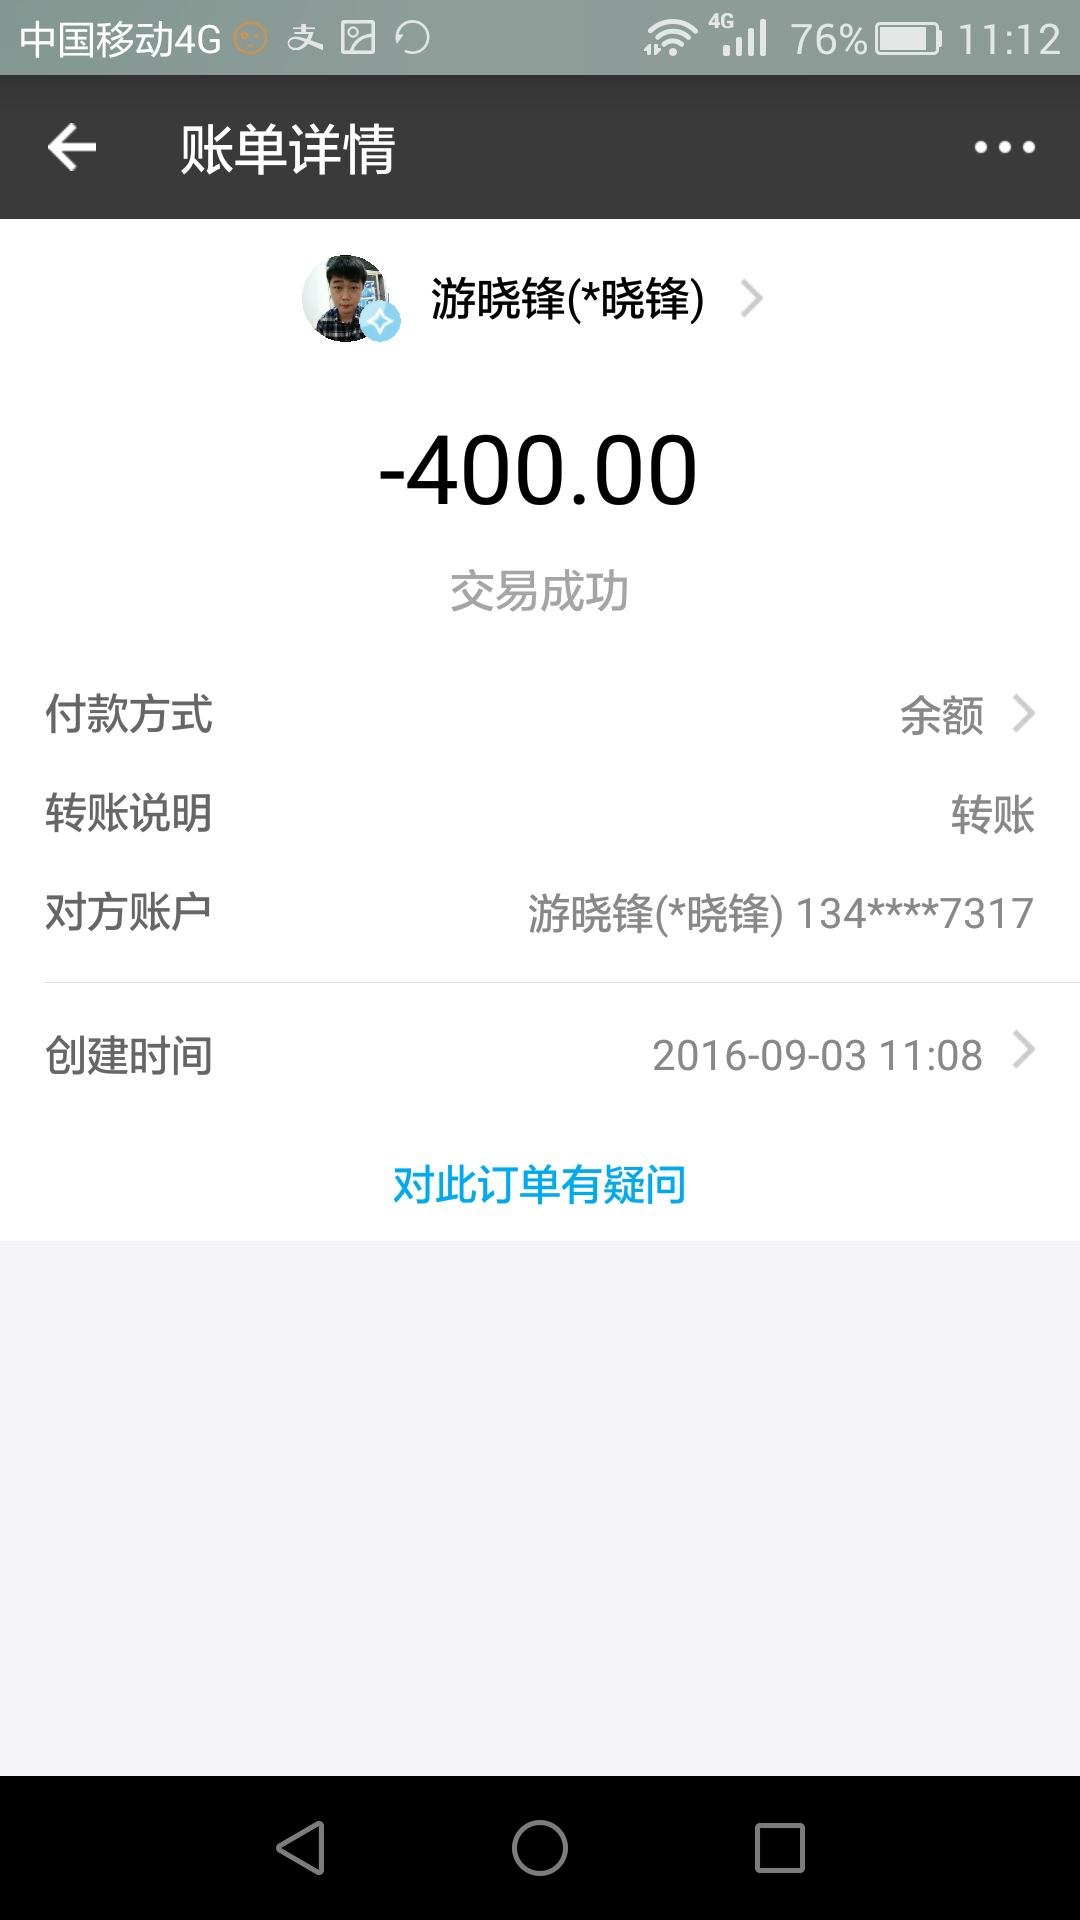 中国移动4G 4G 76% 11:12
账单详情
游晓锋(*晓锋)
-400.00
交易成功
付款方式 余额
转账说明 转账
对方账户 游晓锋(*晓锋) 134****7317
创建时间 2016-09-03 11:08
对此订单有疑问